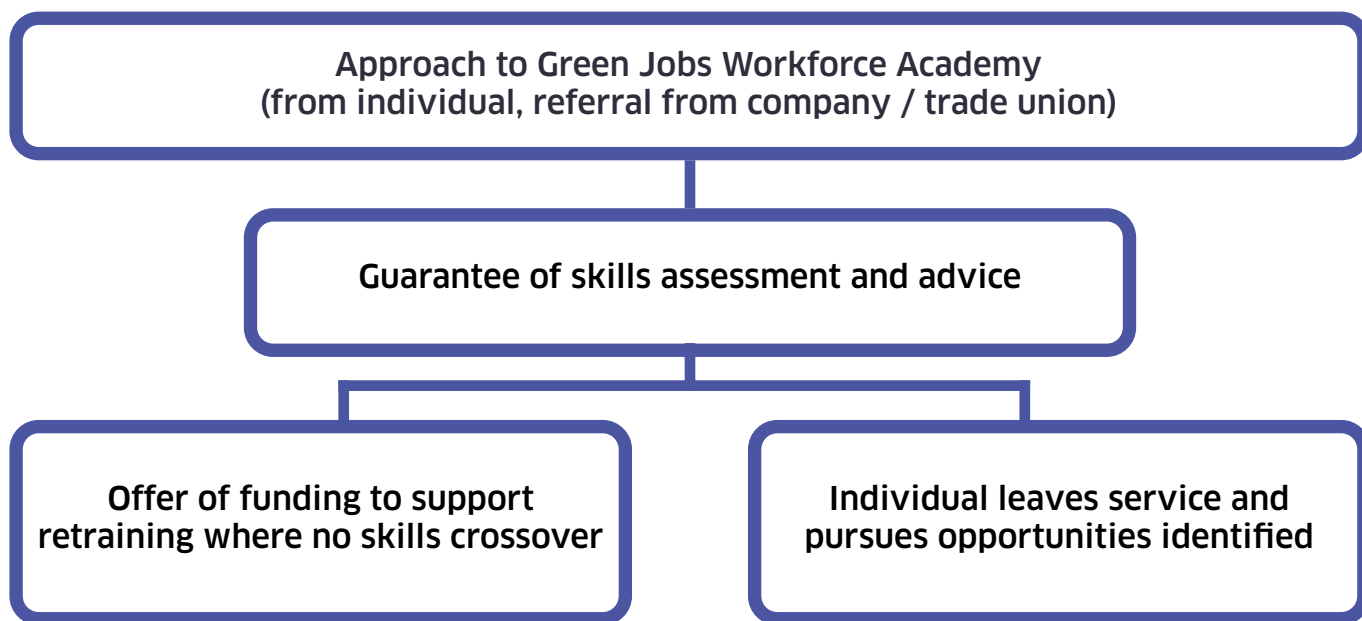 Approach to Green Jobs Workforce Academy
(from individual, referral from company / trade union)
Guarantee of skills assessment and advice
Offer of funding to support
retraining where no skills crossover
Individual leaves service and
pursues opportunities identified